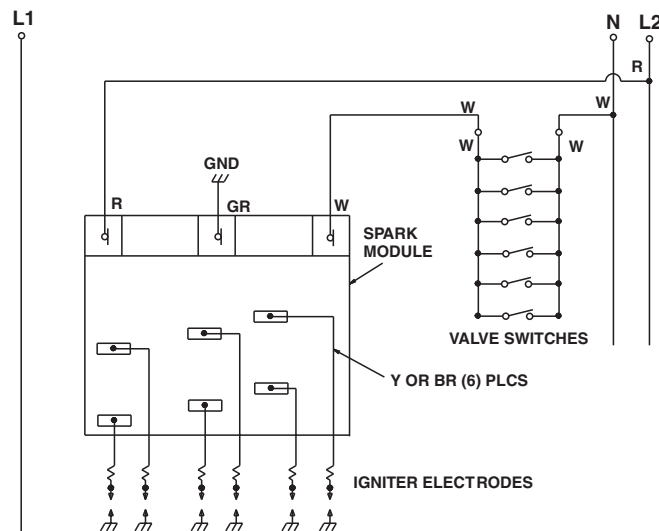 L1
N L2
R
W
W
W
W
GND
R
GR
W
SPARK
MODULE
VALVE SWITCHES
Y OR BR (6) PLCS
IGNITER ELECTRODES